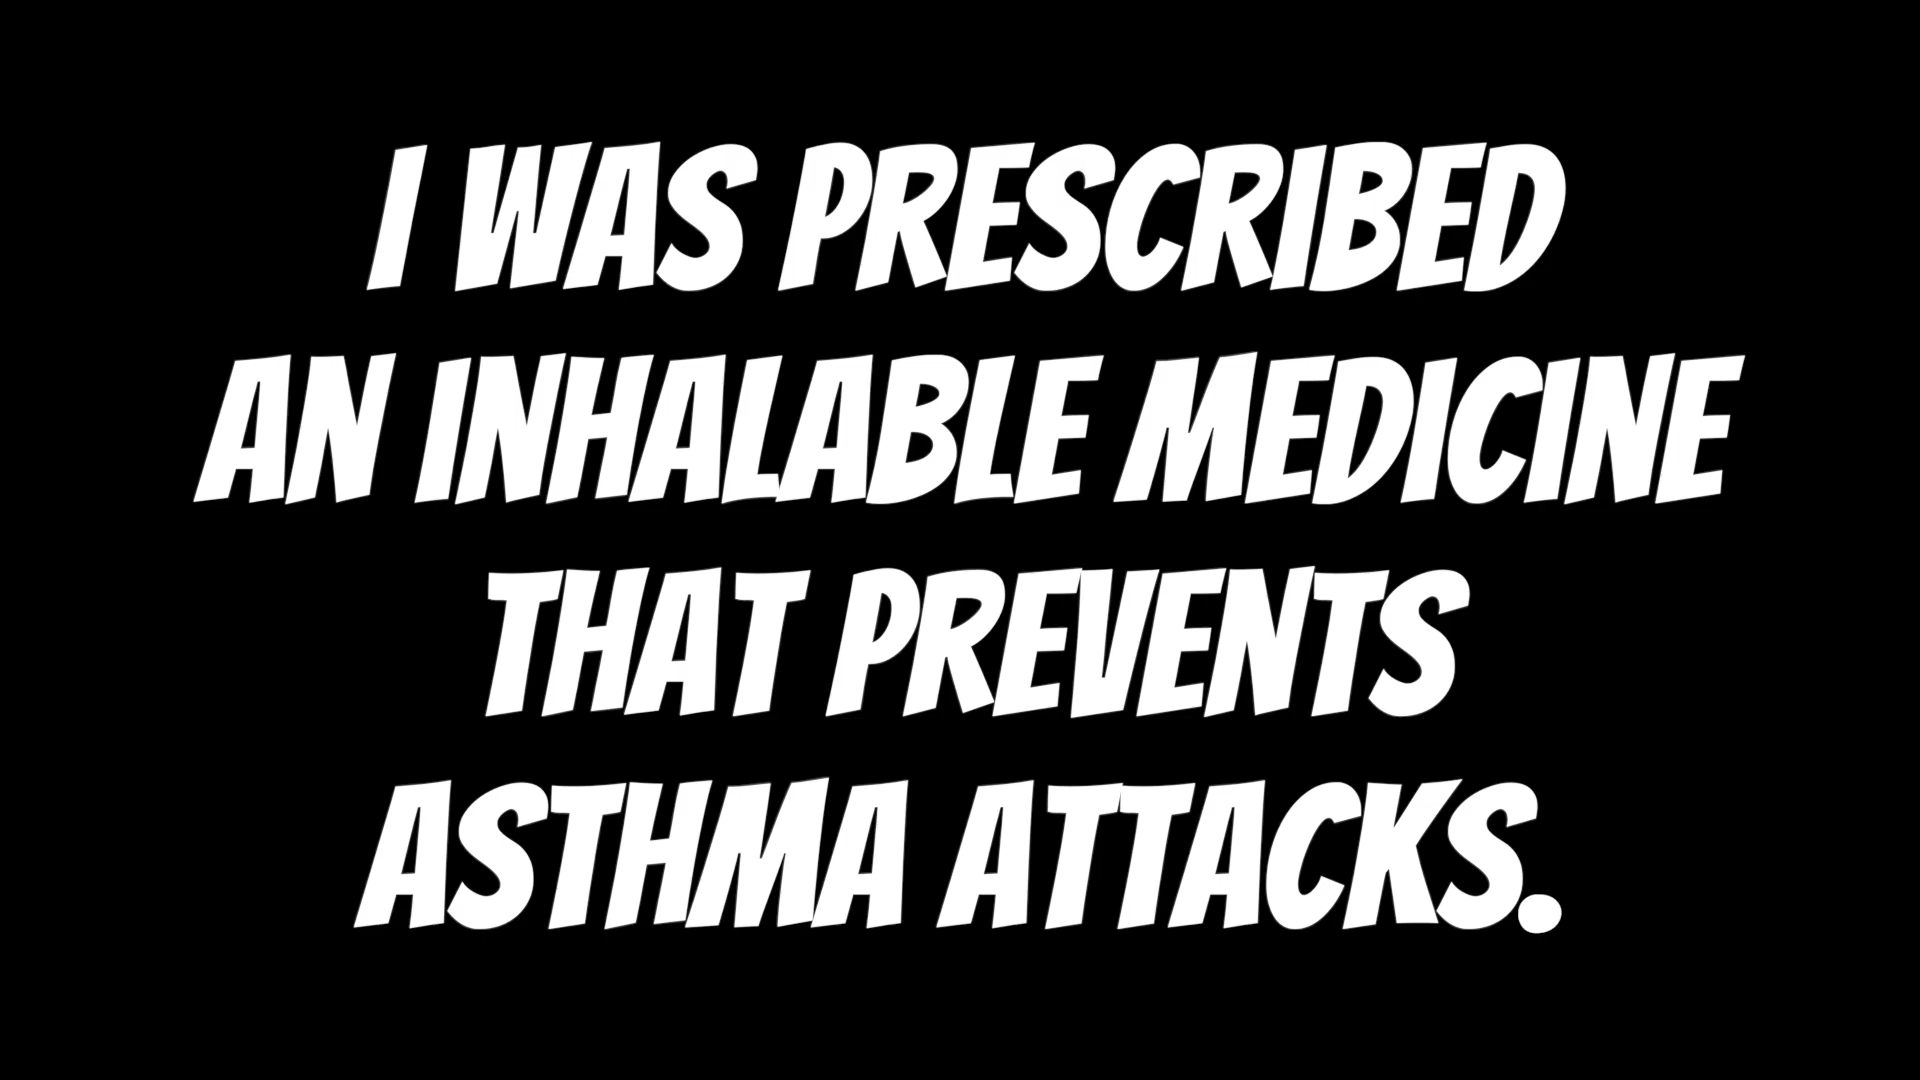 I WAS PRESCRIBED
AN INHALABLE MEDICINE
THAT PREVENTS
ASTHMA ATTACKS.